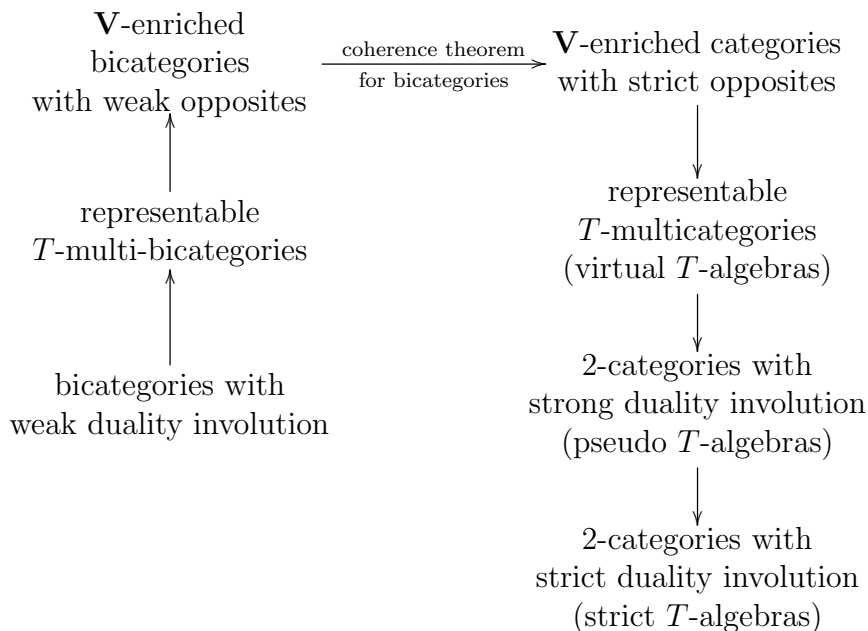 V-enriched
bicategories
with weak opposites
coherence theorem
for bicategories
V-enriched categories
with strict opposites
representable
T-multi-bicategories
representable
T-multicategories
(virtual T-algebras)
bicategories with
weak duality involution
2-categories with
strong duality involution
(pseudo T-algebras)
2-categories with
strict duality involution
(strict T-algebras)